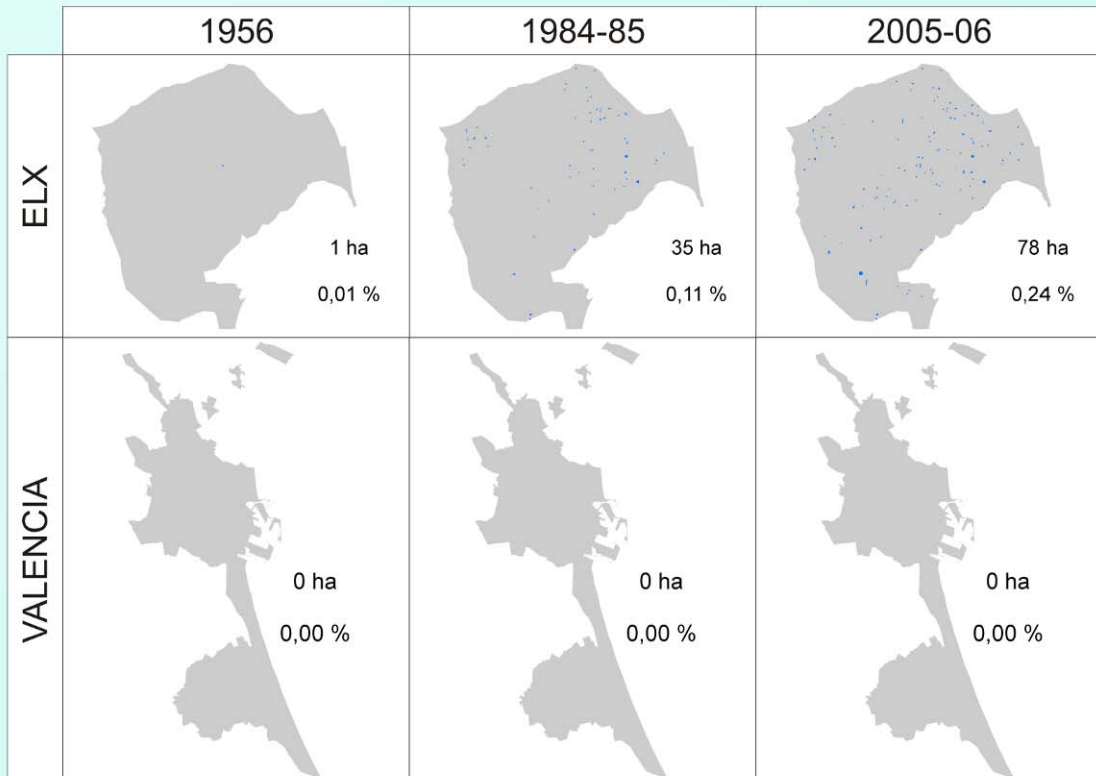 1956
1984-85
2005-06
ELX
1 ha
0,01 %
35 ha
0,11 %
78 ha
0,24 %
VALENCIA
0 ha
0,00 %
0 ha
0,00 %
0 ha
0,00 %